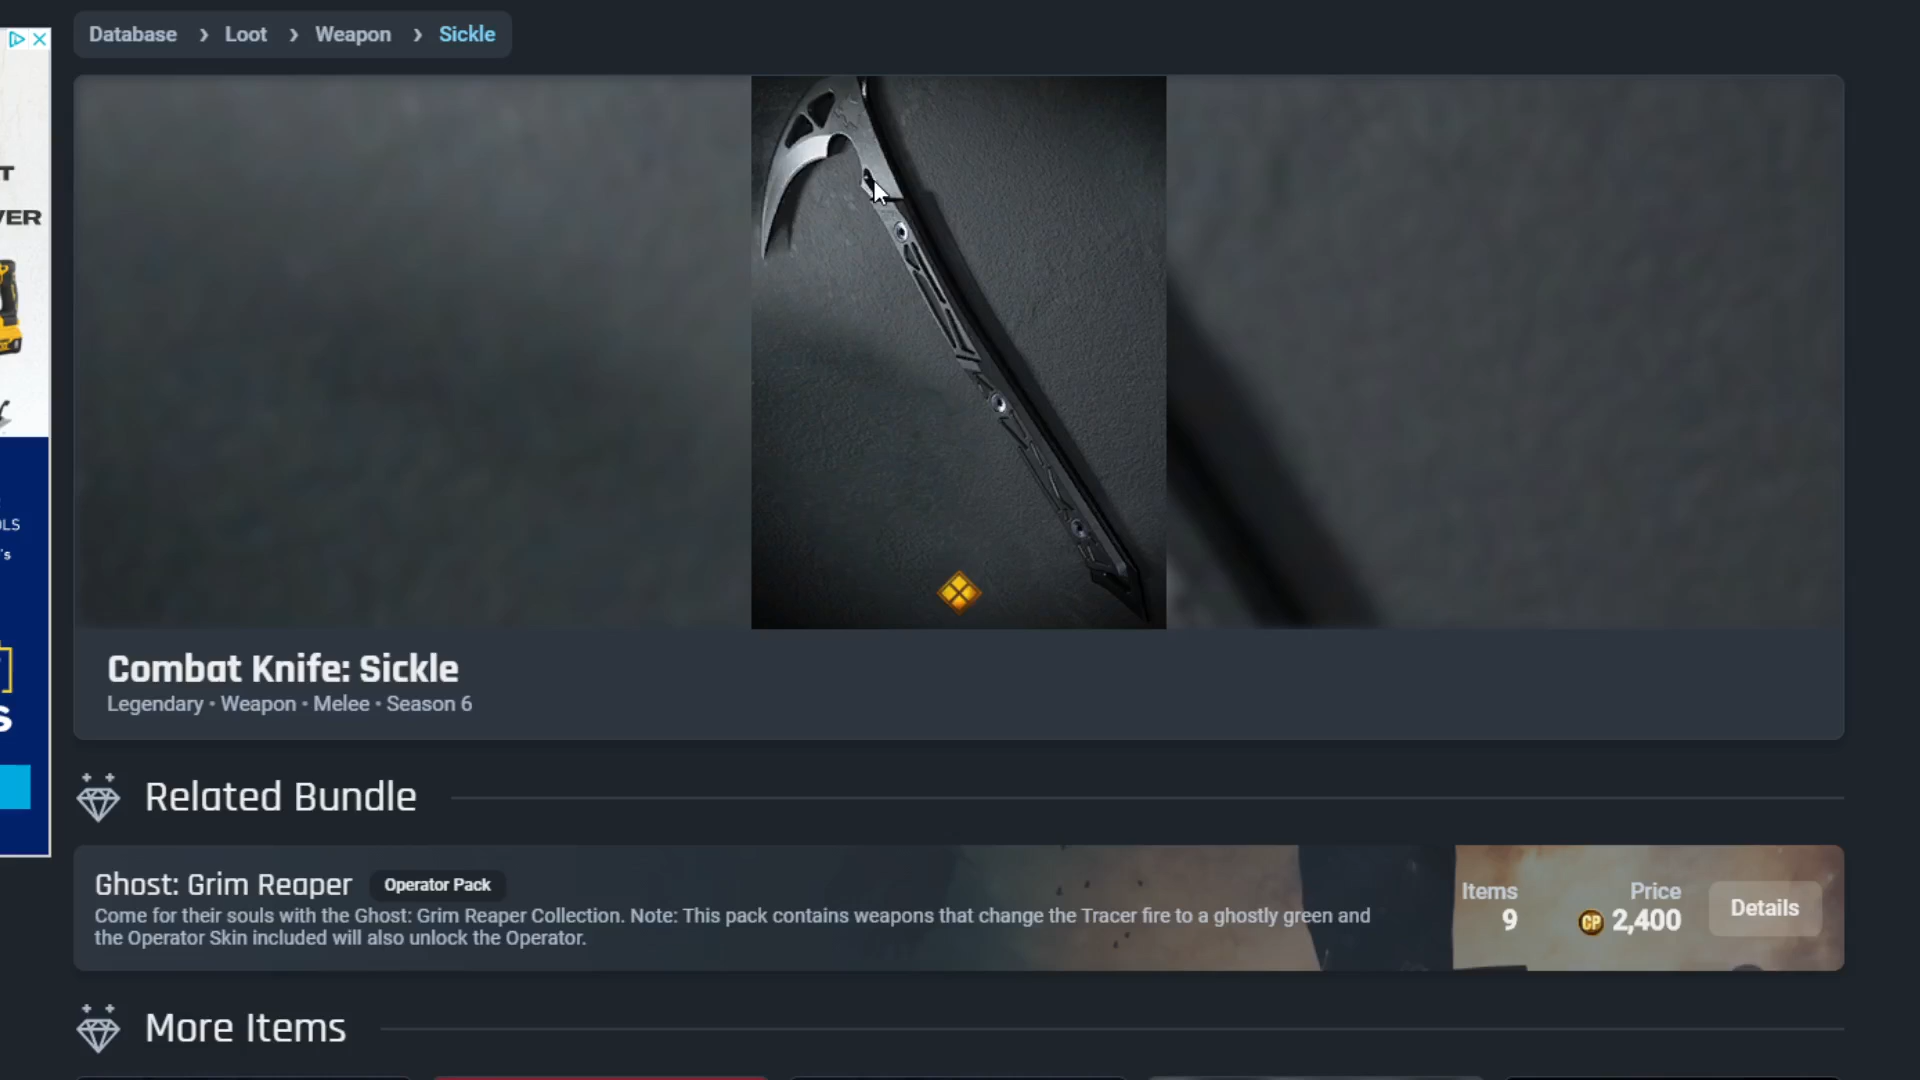 Database > Loot > Weapon > Sickle
T
VER
OLS
's
S
Combat Knife: Sickle
Legendary • Weapon • Melee • Season 6
Related Bundle
Ghost: Grim Reaper Operator Pack
Come for their souls with the Ghost: Grim Reaper Collection. Note: This pack contains weapons that change the Tracer fire to a ghostly green and
the Operator Skin included will also unlock the Operator.
Items
9
Price
CP 2,400
Details
More Items